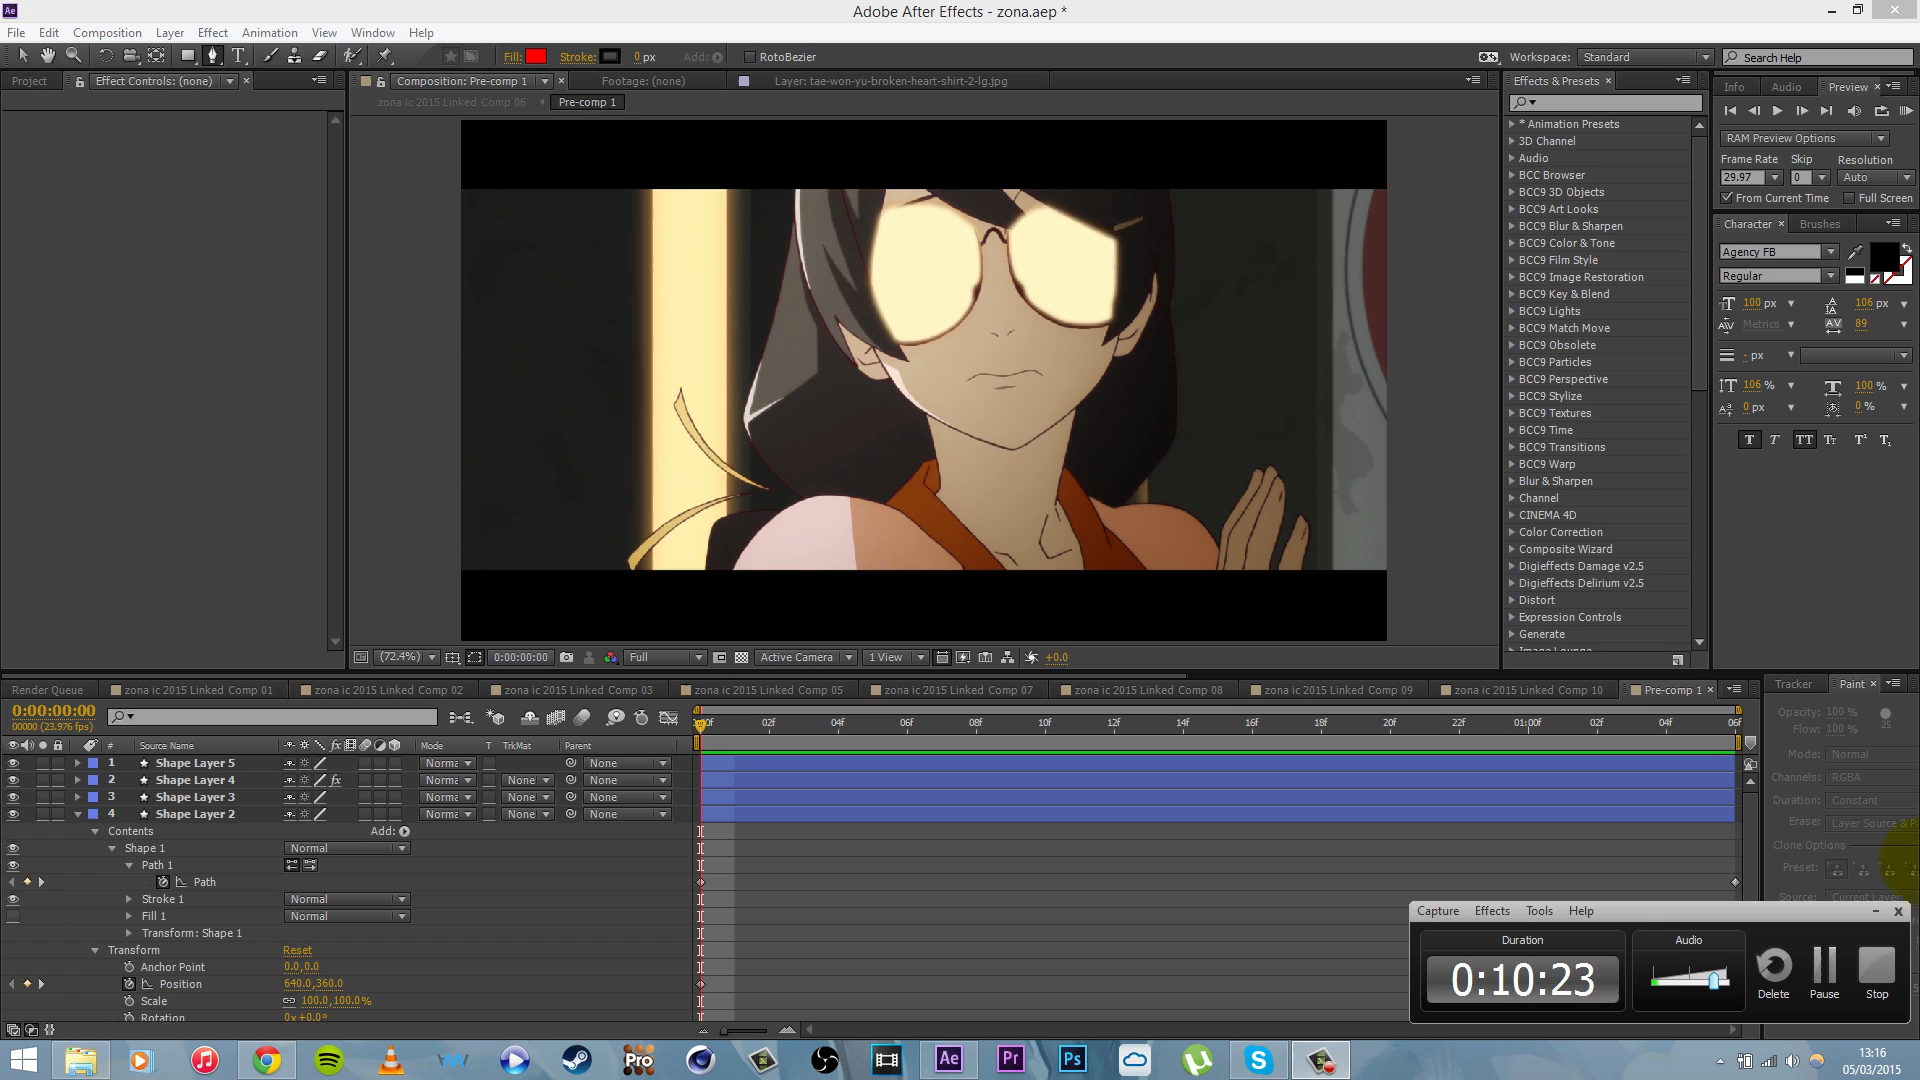 Ae
Adobe After Effects - zona.aep *
File Edit Composition Layer Effect Animation View Window Help
Fill: Stroke: 0 px Add: RotoBezier Workspace: Standard Search Help
Project Effect Controls: (none) Composition: Pre-comp 1 Footage: (none) Layer: tae-won-yu-broken-heart-shirt-2-lg.jpg
zona ic 2015 Linked Comp 06 Pre-comp 1
Effects & Presets
* Animation Presets
3D Channel
Audio
BCC Browser
BCC9 3D Objects
BCC9 Art Looks
BCC9 Blur & Sharpen
BCC9 Color & Tone
BCC9 Film Style
BCC9 Image Restoration
BCC9 Key & Blend
BCC9 Lights
BCC9 Match Move
BCC9 Obsolete
BCC9 Particles
BCC9 Perspective
BCC9 Stylize
BCC9 Textures
BCC9 Time
BCC9 Transitions
BCC9 Warp
Blur & Sharpen
Channel
CINEMA 4D
Color Correction
Composite Wizard
Digieffects Damage v2.5
Digieffects Delirium v2.5
Distort
Expression Controls
Generate
Info Audio Preview
RAM Preview Options
Frame Rate Skip Resolution
29.97 0 Auto
From Current Time Full Screen
Character Brushes
Agency FB
Regular
100 px 106 px
Metrics 89
- px
106 % 100 %
0 px 0 %
(72.4%) 0:00:00:00 Full Active Camera 1 View +0.0
Render Queue zona ic 2015 Linked Comp 01 zona ic 2015 Linked Comp 02 zona ic 2015 Linked Comp 03 zona ic 2015 Linked Comp 05 zona ic 2015 Linked Comp 07 zona ic 2015 Linked Comp 08 zona ic 2015 Linked Comp 09 zona ic 2015 Linked Comp 10 Pre-comp 1
0:00:00:00
00000 (23.976 fps)
02f 04f 06f 08f 10f 12f 14f 16f 18f 20f 22f 01:00f 02f 04f 06f
# Source Name Mode T TrkMat Parent
1 Shape Layer 5 None
2 Shape Layer 4 fx None None
3 Shape Layer 3 None None
4 Shape Layer 2 None None
Contents Add:
Shape 1 Normal
Path 1
Path
Stroke 1 Normal
Fill 1 Normal
Transform: Shape 1
Transform Reset
Anchor Point 0.0,0.0
Position 640.0,360.0
Scale 100.0,100.0%
Rotation 0x+0.0°
Tracker Paint
Opacity: 100 %
Flow: 100 % 25
Mode: Normal
Channels: RGBA
Duration: Constant
Erase: Layer Source & P
Clone Options
Preset:
Source: Current Layer
Capture Effects Tools Help
Duration Audio
0:10:23
Delete Pause Stop
Pro Ae Pr Ps
13:16
05/03/2015